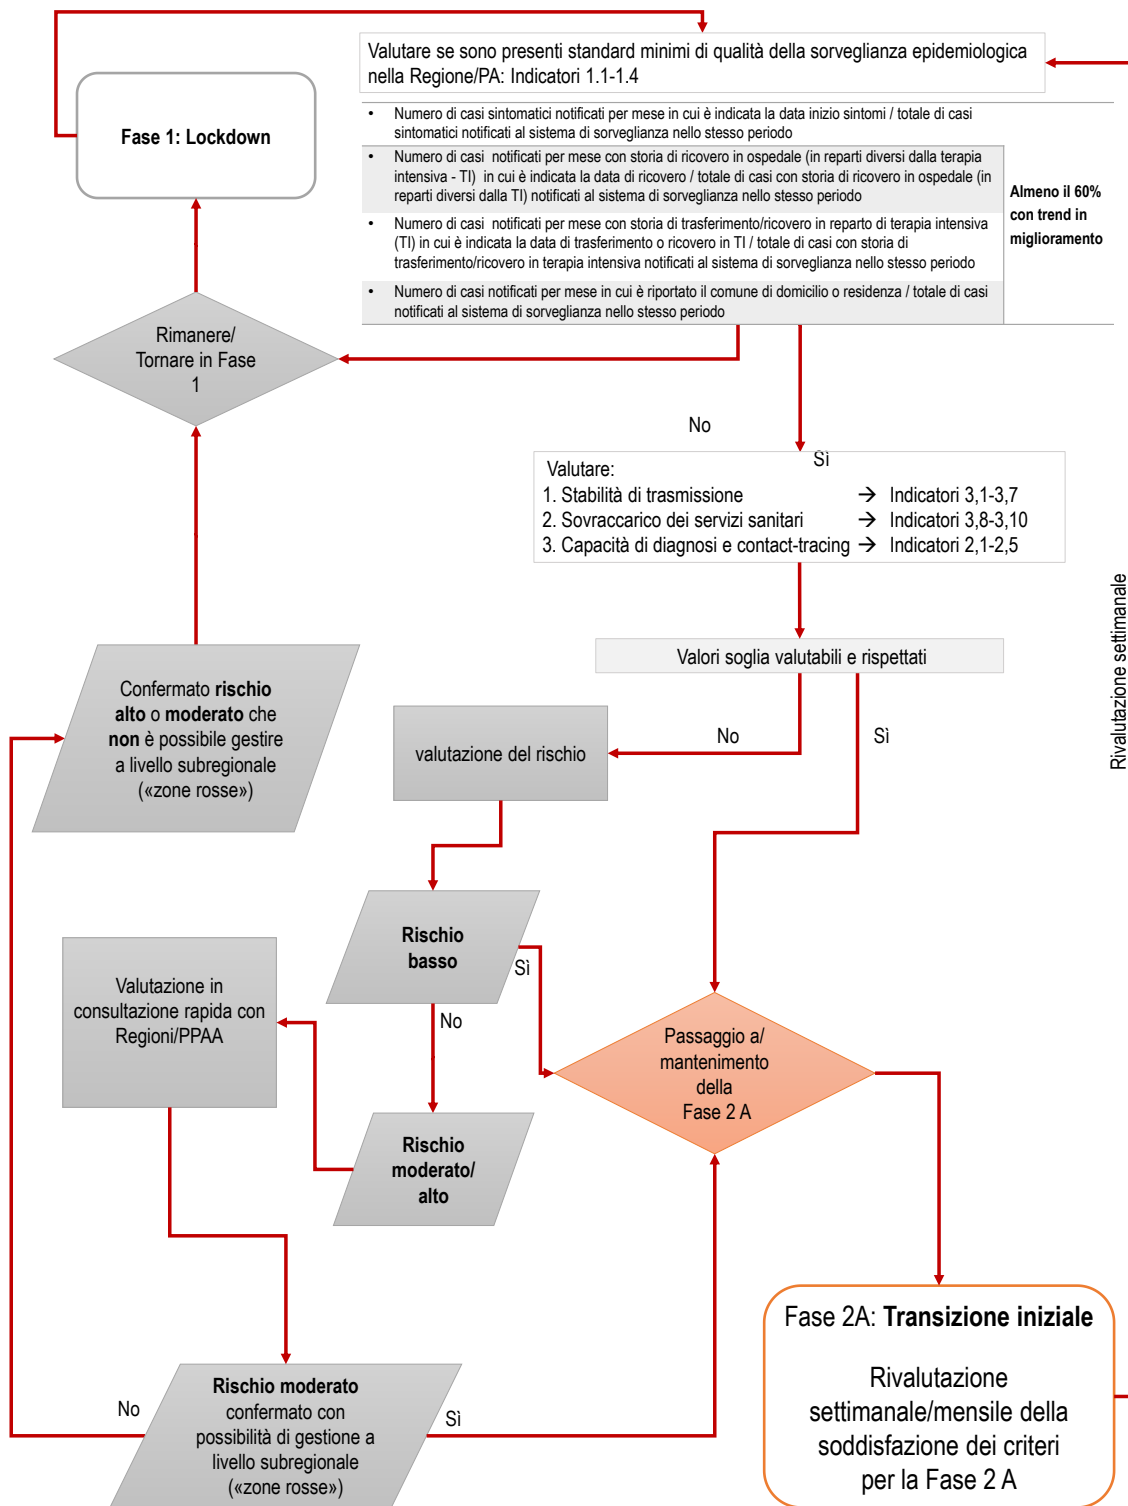 Valutare se sono presenti standard minimi di qualità della sorveglianza epidemiologica
nella Regione/PA: Indicatori 1.1-1.4
Fase 1: Lockdown
• Numero di casi sintomatici notificati per mese in cui è indicata la data inizio sintomi / totale di casi
sintomatici notificati al sistema di sorveglianza nello stesso periodo
• Numero di casi notificati per mese con storia di ricovero in ospedale (in reparti diversi dalla terapia
intensiva - TI) in cui è indicata la data di ricovero / totale di casi con storia di ricovero in ospedale (in
reparti diversi dalla TI) notificati al sistema di sorveglianza nello stesso periodo
• Numero di casi notificati per mese con storia di trasferimento/ricovero in reparto di terapia intensiva
(TI) in cui è indicata la data di trasferimento o ricovero in TI / totale di casi con storia di
trasferimento/ricovero in terapia intensiva notificati al sistema di sorveglianza nello stesso periodo
• Numero di casi notificati per mese in cui è riportato il comune di domicilio o residenza / totale di casi
notificati al sistema di sorveglianza nello stesso periodo
Almeno il 60%
con trend in
miglioramento
Rimanere/
Tornare in Fase
1
No
Sì
Valutare:
1. Stabilità di trasmissione → Indicatori 3,1-3,7
2. Sovraccarico dei servizi sanitari → Indicatori 3,8-3,10
3. Capacità di diagnosi e contact-tracing → Indicatori 2,1-2,5
Rivalutazione settimanale
Valori soglia valutabili e rispettati
No
Sì
Confermato rischio
alto o moderato che
non è possibile gestire
a livello subregionale
(«zone rosse»)
valutazione del rischio
Rischio
basso
Sì
No
Valutazione in
consultazione rapida con
Regioni/PPAA
Rischio
moderato/
alto
Passaggio a/
mantenimento
della
Fase 2 A
Rischio moderato
confermato con
possibilità di gestione a
livello subregionale
(«zone rosse»)
No
Sì
Fase 2A: Transizione iniziale
Rivalutazione
settimanale/mensile della
soddisfazione dei criteri
per la Fase 2 A